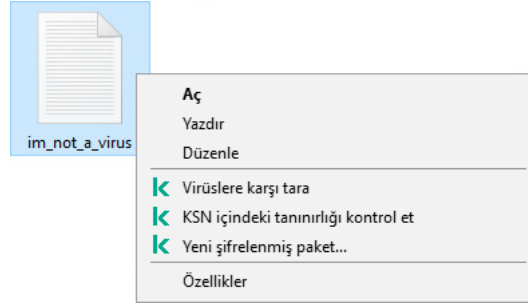 im_not_a_virus
Aç
Yazdır
Düzenle
Virüslere karşı tara
KSN içindeki tanınırlığı kontrol et
Yeni şifrelenmiş paket...
Özellikler